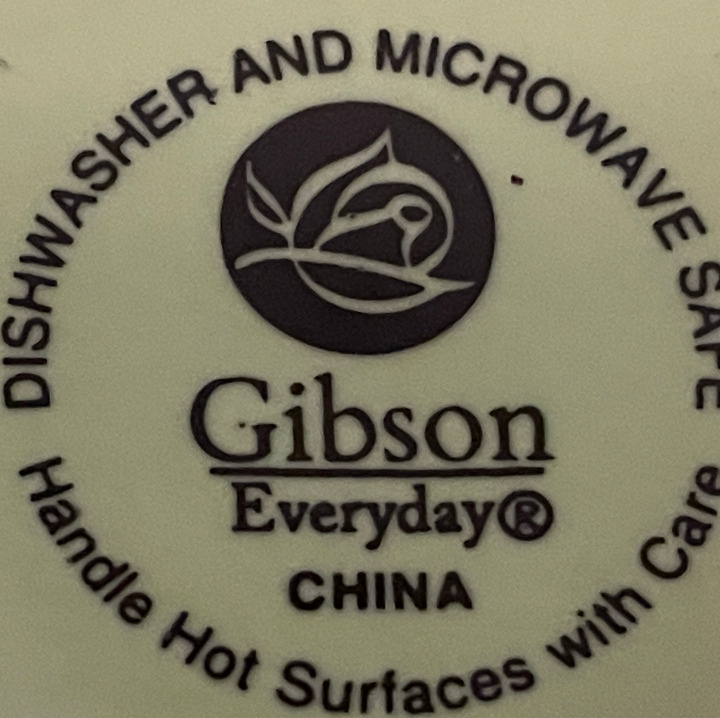 DISHWASHER AND MICROWAVE SAFE
Gibson
Everyday®
CHINA
Handle Hot Surfaces with Care